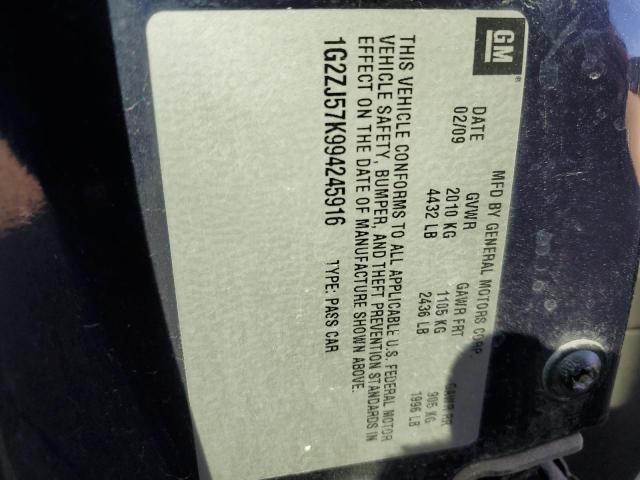 GM
MFD BY GENERAL MOTORS CORP
DATE GVWR GAWR FRT GAWR RR
02/09 2010 KG 1105 KG 905 KG
4432 LB 2436 LB 1996 LB
THIS VEHICLE CONFORMS TO ALL APPLICABLE U.S. FEDERAL MOTOR
VEHICLE SAFETY, BUMPER, AND THEFT PREVENTION STANDARDS IN
EFFECT ON THE DATE OF MANUFACTURE SHOWN ABOVE.
1G2ZJ57K994245916 TYPE: PASS CAR